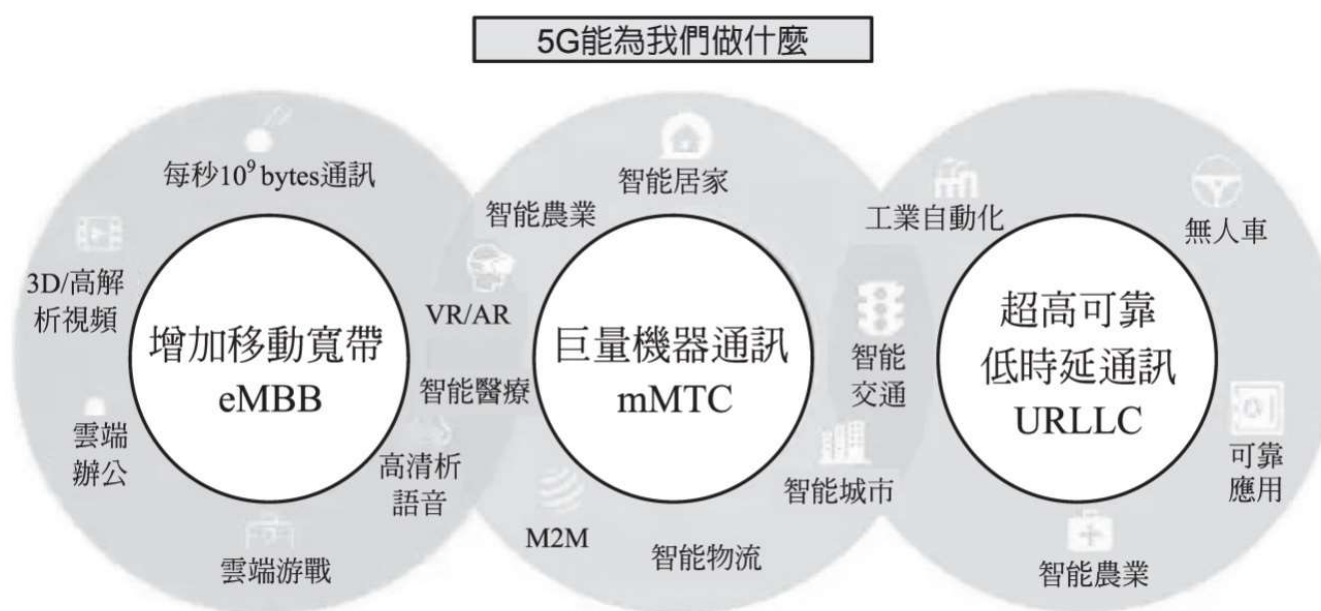 5G能為我們做什麼
每秒10⁹ bytes通訊
3D/高解
析視頻
增加移動寬帶
eMBB
雲端
辦公
高清析
語音
雲端游戰
VR/AR
智能醫療
智能居家
智能農業
巨量機器通訊
mMTC
M2M
智能物流
智能城市
智能
交通
工業自動化
無人車
超高可靠
低時延通訊
URLLC
可靠
應用
智能農業